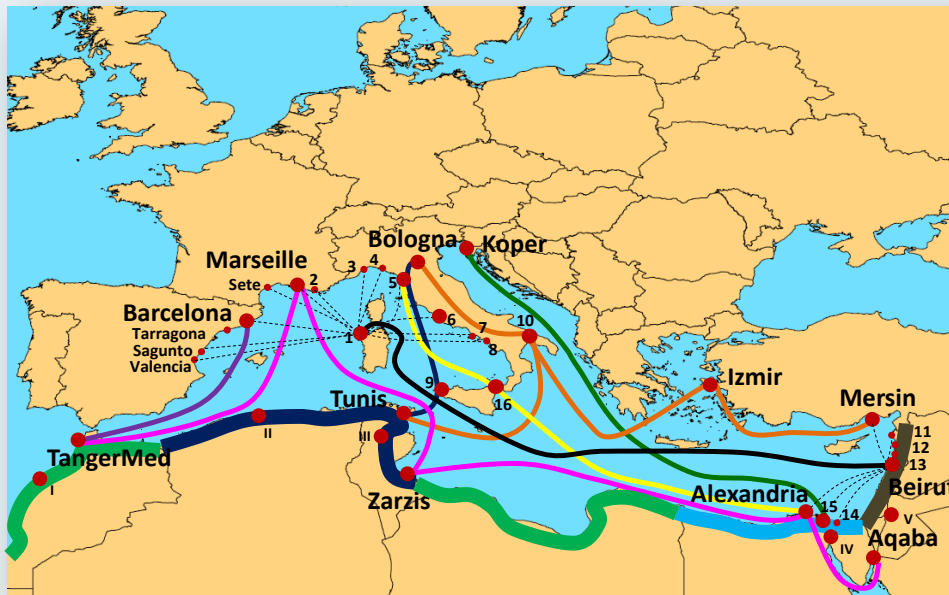 Bologna
Koper
3
4
Marseille
5
Sete
2
Barcelona
6
7
10
Tarragona
1
8
Sagunto
Valencia
Izmir
9
16
Tunis
Mersin
II
III
11
12
TangerMed
13
I
Zarzis
Alexandria
Beirut
15
14
V
IV
Aqaba